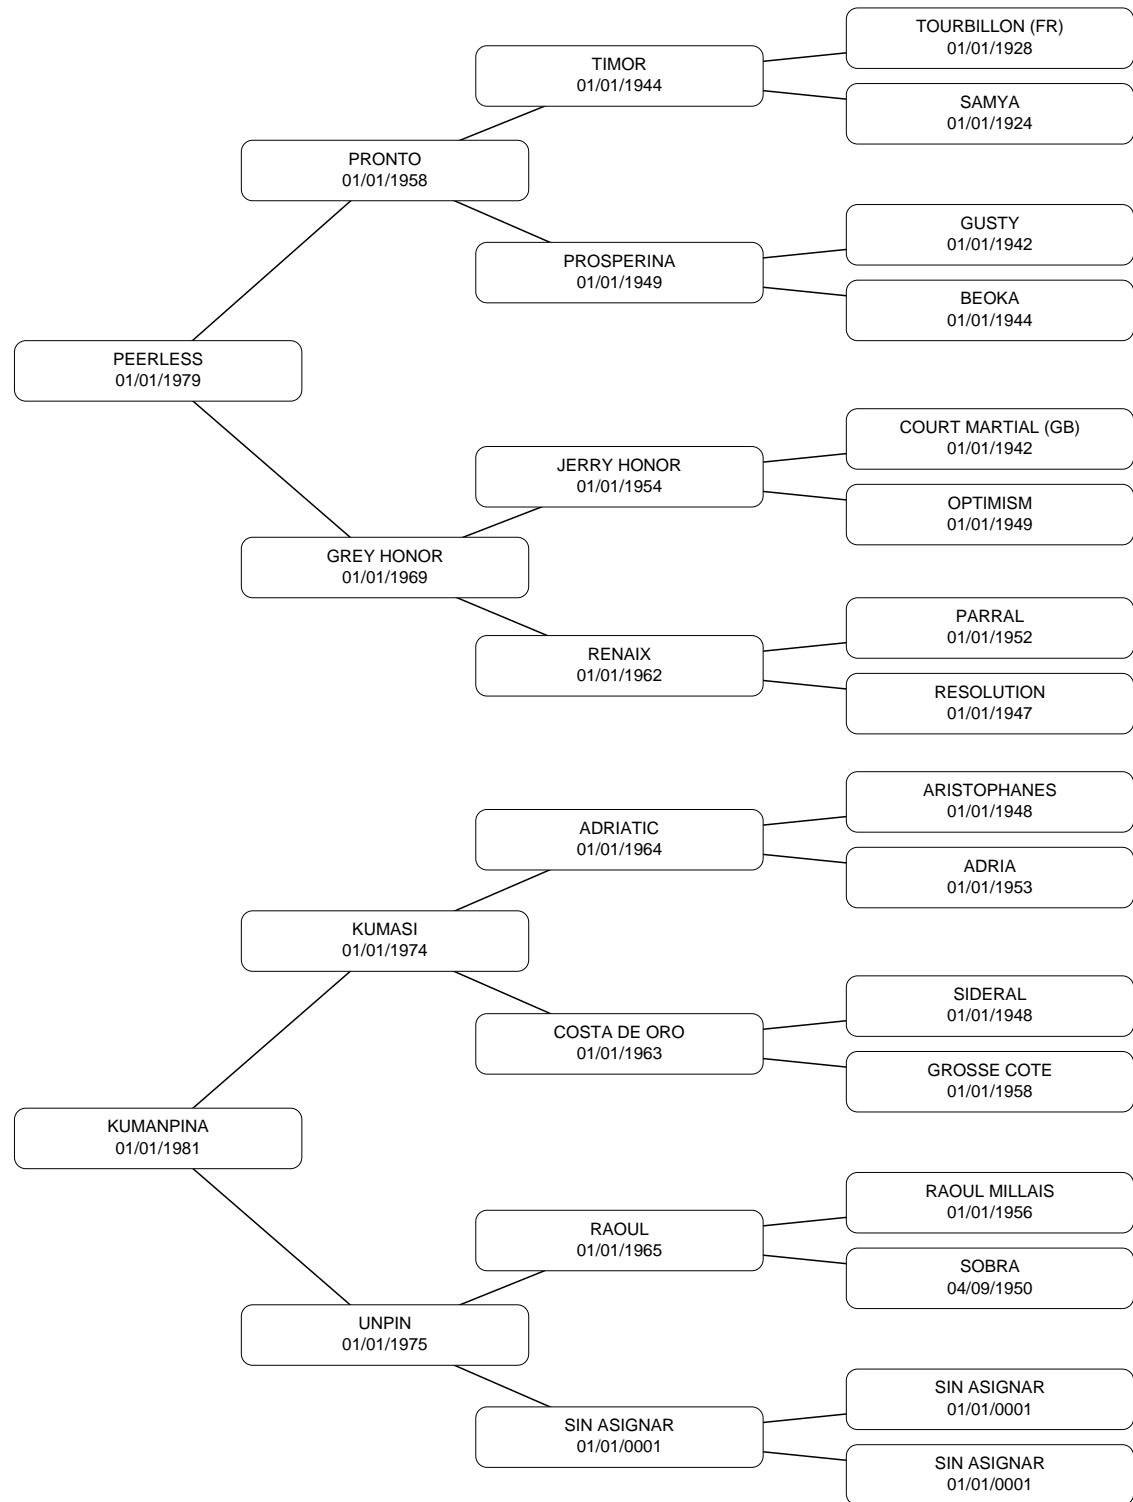 TOURBILLON (FR)
01/01/1928
TIMOR
01/01/1944
SAMYA
01/01/1924
PRONTO
01/01/1958
GUSTY
01/01/1942
PROSPERINA
01/01/1949
BEOKA
01/01/1944
PEERLESS
01/01/1979
COURT MARTIAL (GB)
01/01/1942
JERRY HONOR
01/01/1954
OPTIMISM
01/01/1949
GREY HONOR
01/01/1969
PARRAL
01/01/1952
RENAIX
01/01/1962
RESOLUTION
01/01/1947
ARISTOPHANES
01/01/1948
ADRIATIC
01/01/1964
ADRIA
01/01/1953
KUMASI
01/01/1974
SIDERAL
01/01/1948
COSTA DE ORO
01/01/1963
GROSSE COTE
01/01/1958
KUMANPINA
01/01/1981
RAOUL MILLAIS
01/01/1956
RAOUL
01/01/1965
SOBRA
04/09/1950
UNPIN
01/01/1975
SIN ASIGNAR
01/01/0001
SIN ASIGNAR
01/01/0001
SIN ASIGNAR
01/01/0001